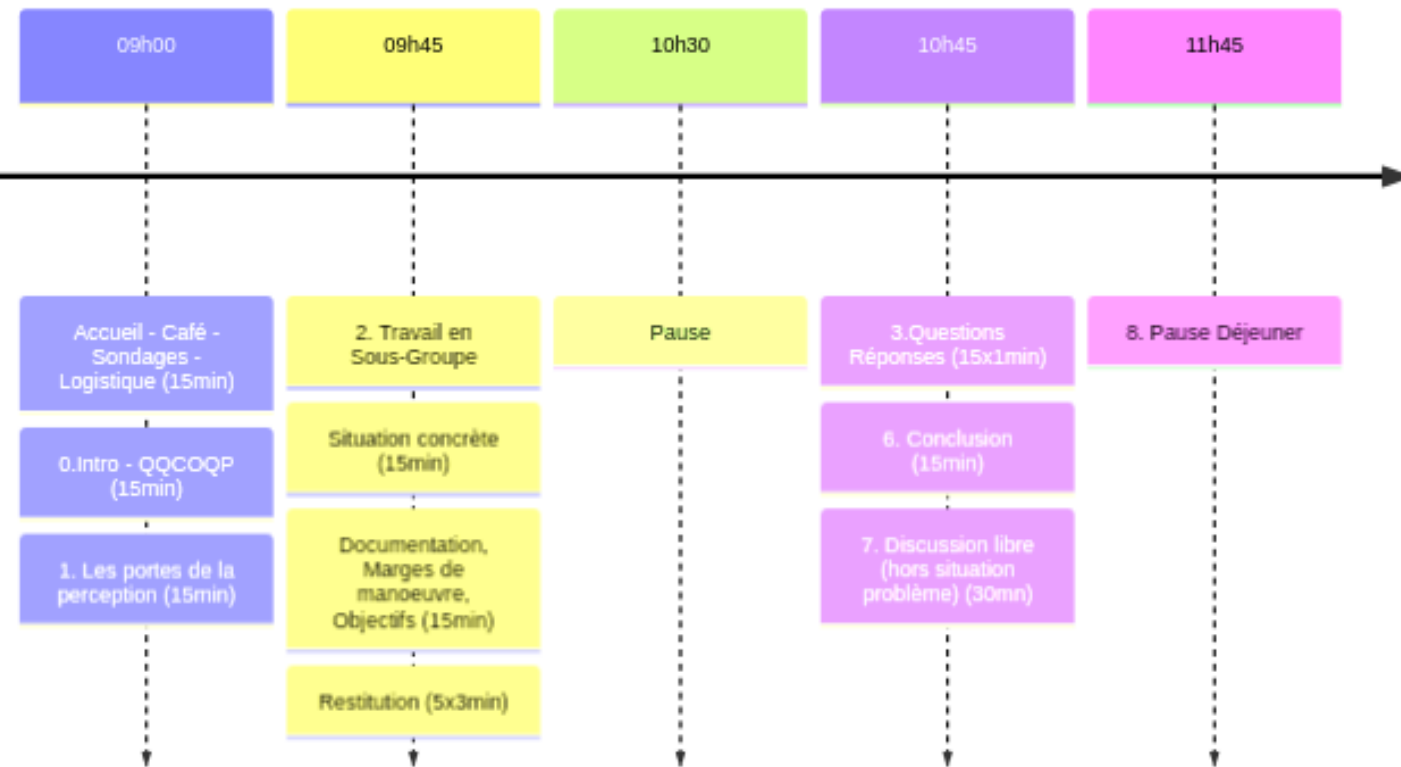 09h00
09h45
10h30
10h45
11h45
Accueil - Café -
Sondages -
Logistique (15min)
0.Intro - QQCOQP
(15min)
1. Les portes de la
perception (15min)
2. Travail en
Sous-Groupe
Situation concrète
(15min)
Documentation,
Marges de
manoeuvre,
Objectifs (15min)
Restitution (5x3min)
Pause
3.Questions
Réponses (15x1min)
6. Conclusion
(15min)
7. Discussion libre
(hors situation
problème) (30mn)
8. Pause Déjeuner